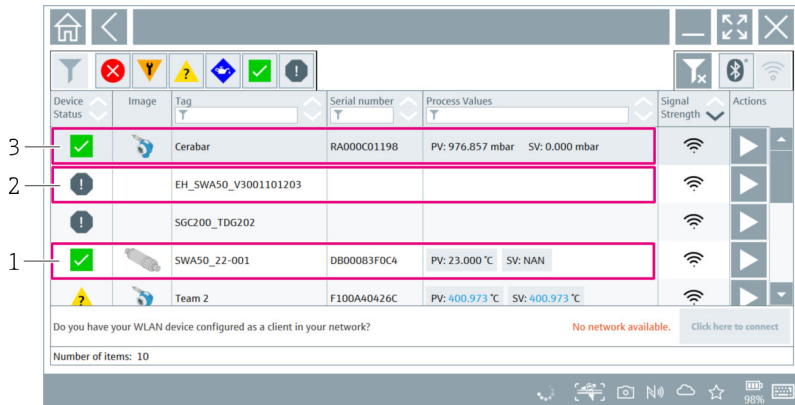 Device Status
Image
Tag
Serial number
Process Values
Signal Strength
Actions
3
Cerabar
RA000C01198
PV: 976.857 mbar SV: 0.000 mbar
2
EH_SWA50_V3001101203
SGC200_TDG202
1
SWA50_22-001
DB00083F0C4
PV: 23.000 °C SV: NAN
?
Team 2
F100A40426C
PV: 400.973 °C SV: 400.973 °C
Do you have your WLAN device configured as a client in your network?
No network available.
Click here to connect
Number of items: 10
98%